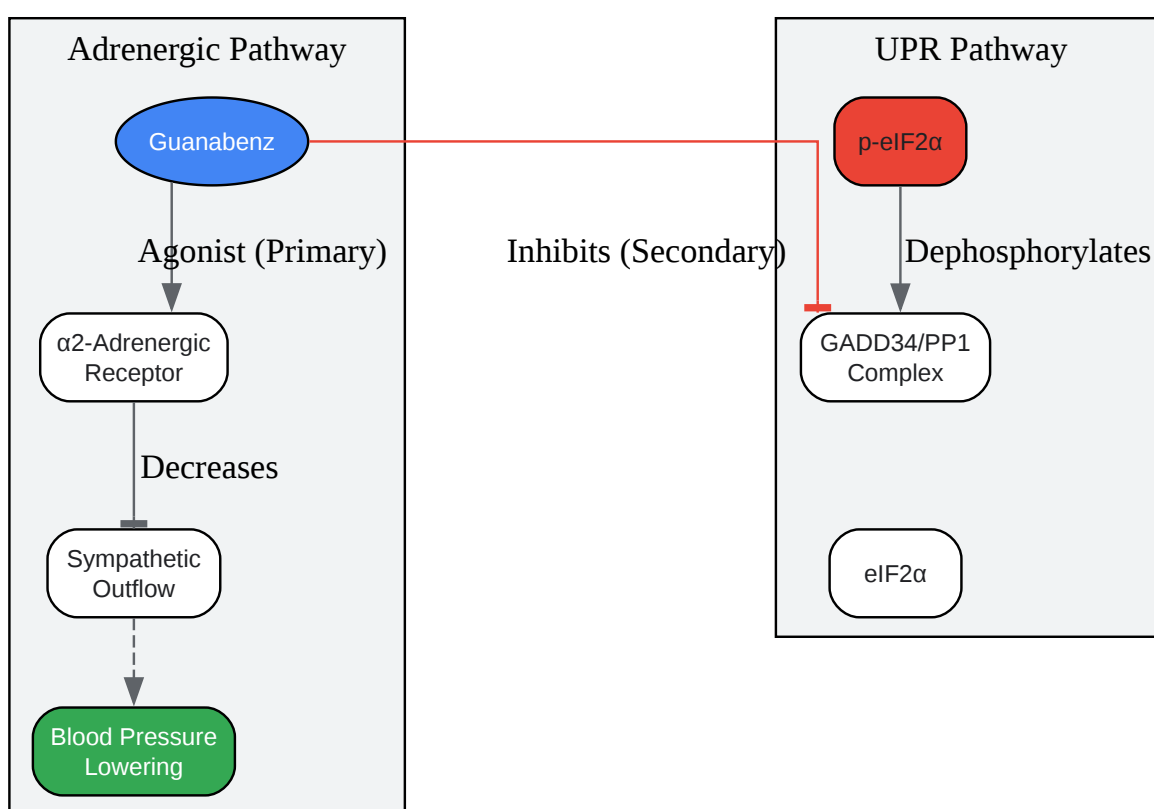 Adrenergic Pathway
UPR Pathway
Guanabenz
p-eIF2α
Agonist (Primary)
Inhibits (Secondary)
Dephosphorylates
α2-Adrenergic
Receptor
GADD34/PP1
Complex
Decreases
Sympathetic
Outflow
eIF2α
Blood Pressure
Lowering